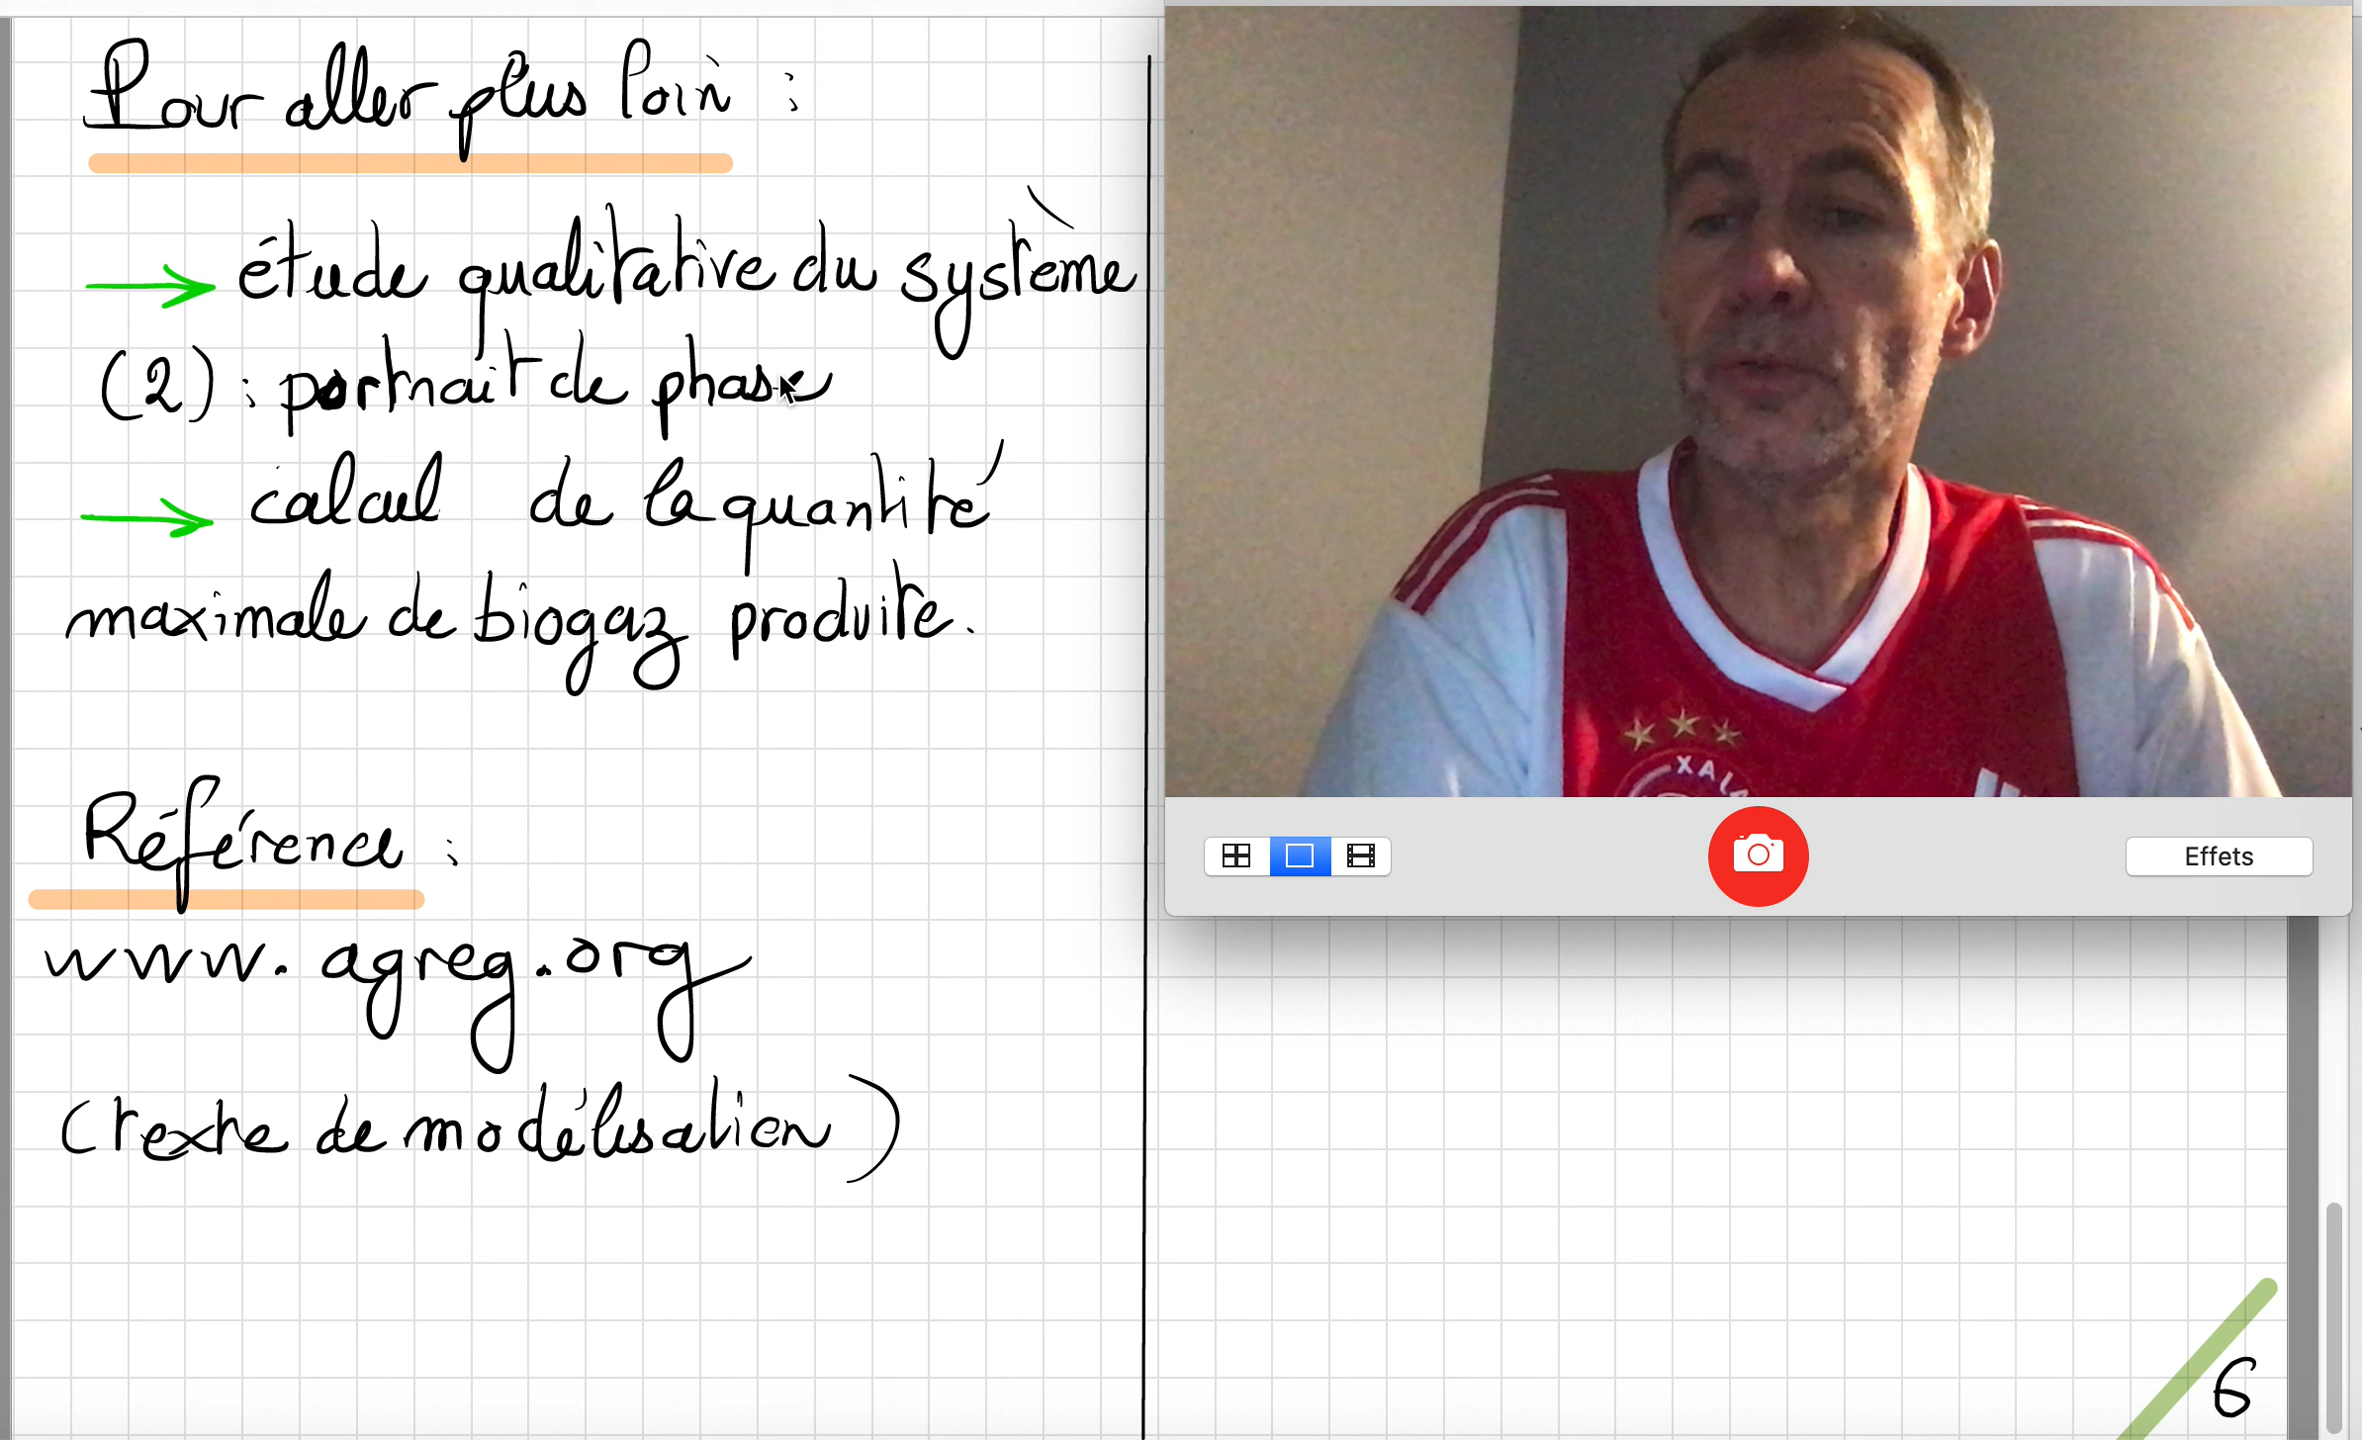 Pour aller plus loin :
→ étude qualitative du système
(2) : portrait de phase
→ calcul de la quantité
maximale de biogaz produite.
Référence :
www.agreg.org
(texte de modélisation)
XALA
Effets
6